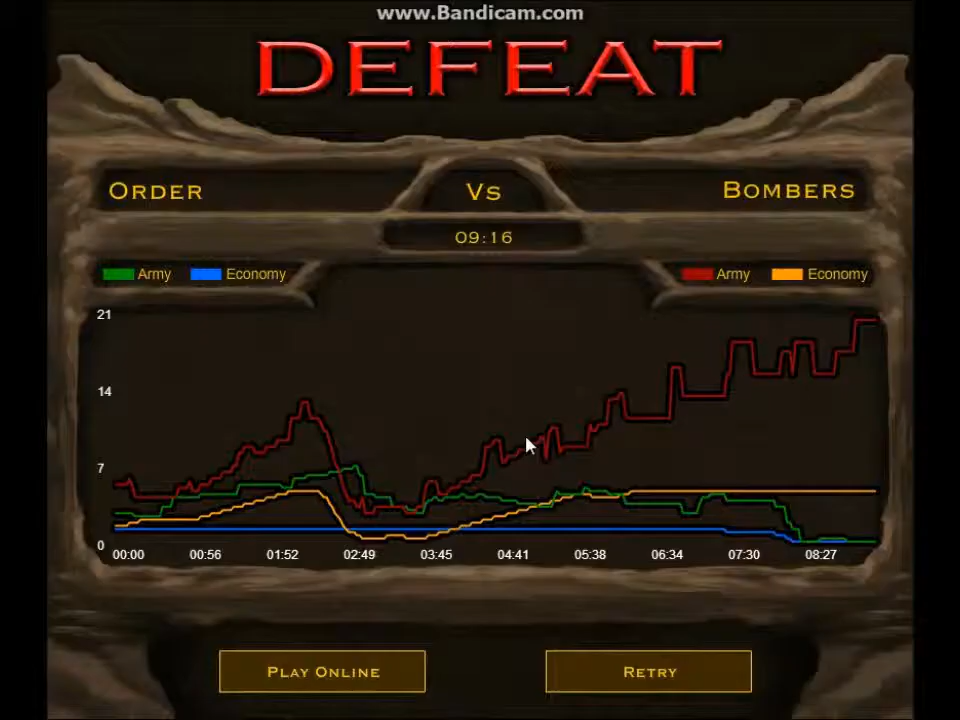 www.Bandicam.com
DEFEAT
Order Vs Bombers
09:16
Army Economy Army Economy
21
14
7
0
00:00 00:56 01:52 02:49 03:45 04:41 05:38 06:34 07:30 08:27
Play Online Retry